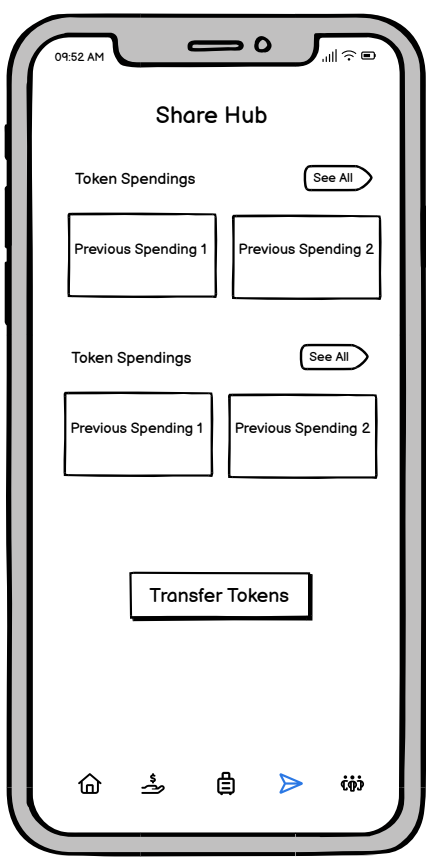 09:52 AM
Share Hub
Token Spendings
See All
Previous Spending 1
Previous Spending 2
Token Spendings
See All
Previous Spending 1
Previous Spending 2
Transfer Tokens
$